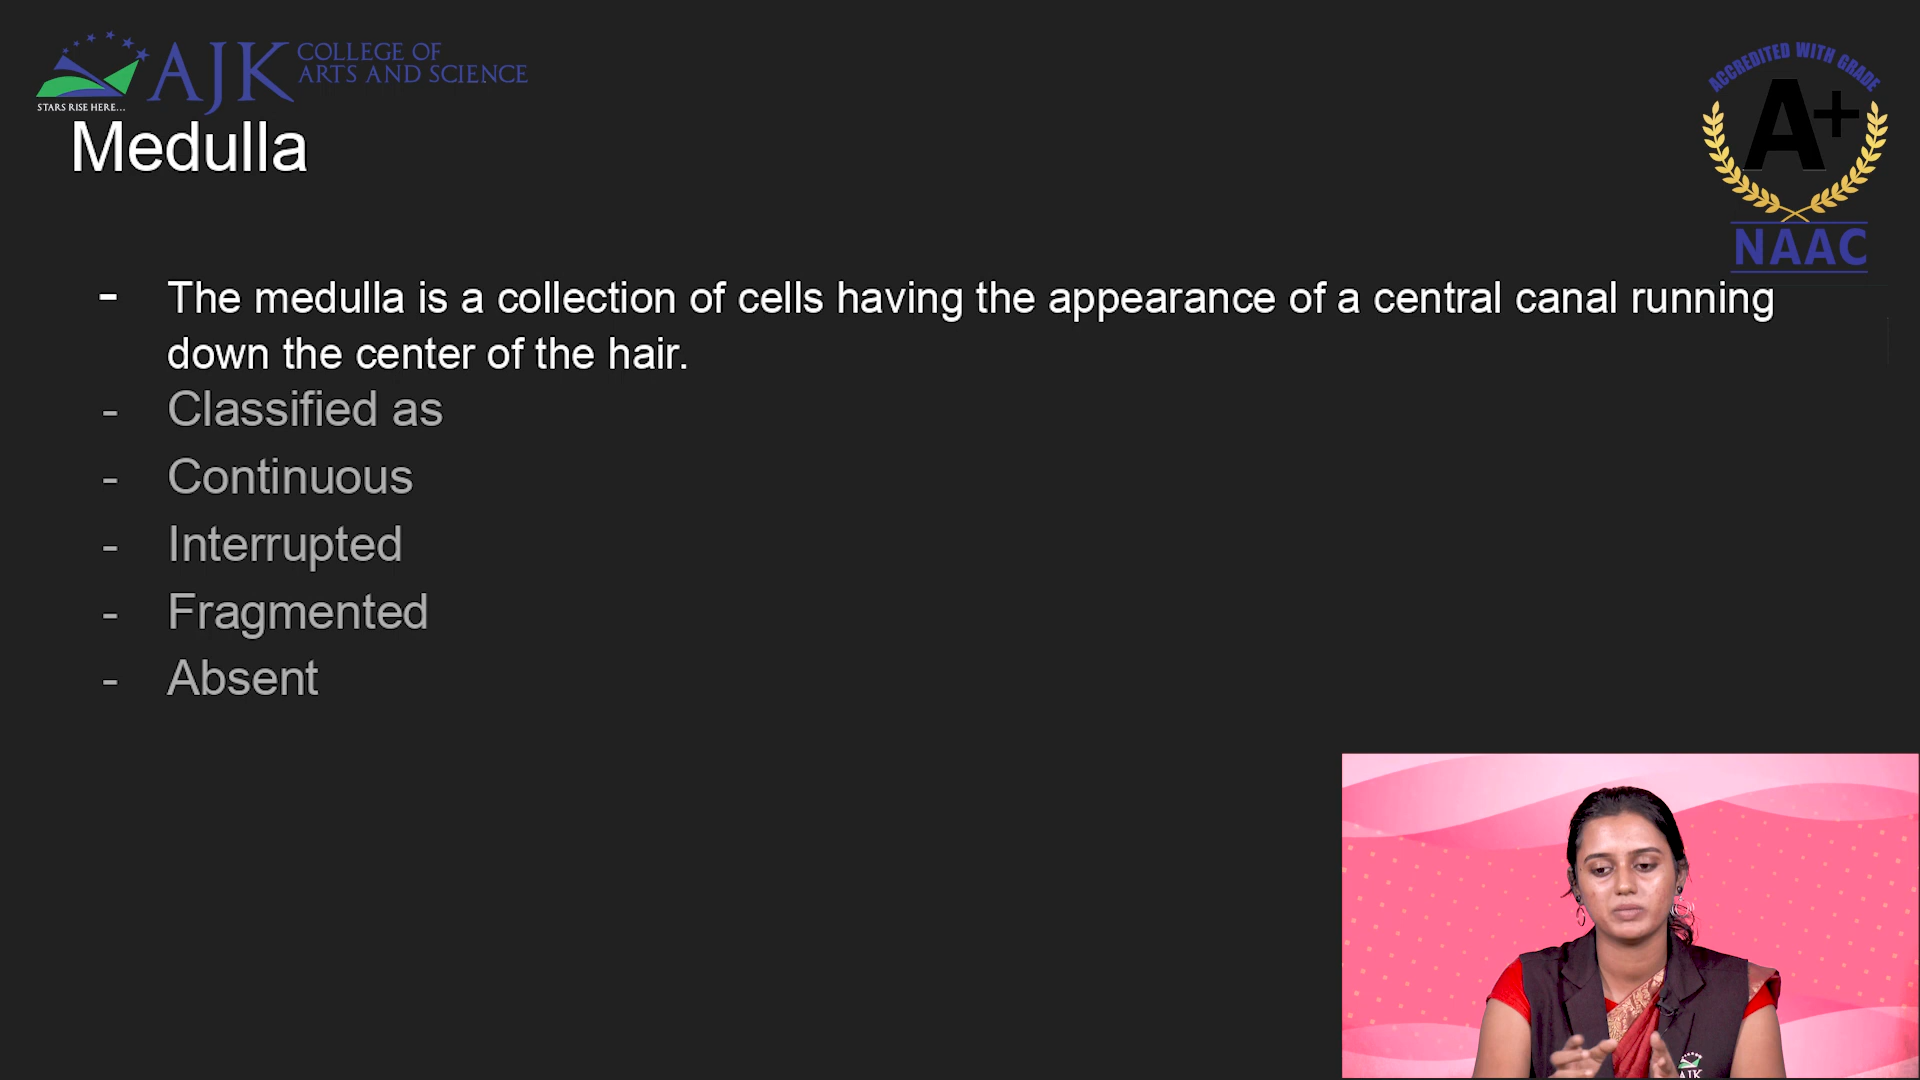 AJK COLLEGE OF
ARTS AND SCIENCE
STARS RISE HERE...
ACCREDITED WITH GRADE
A+
NAAC
Medulla
- The medulla is a collection of cells having the appearance of a central canal running
down the center of the hair.
- Classified as
- Continuous
- Interrupted
- Fragmented
- Absent
AJK